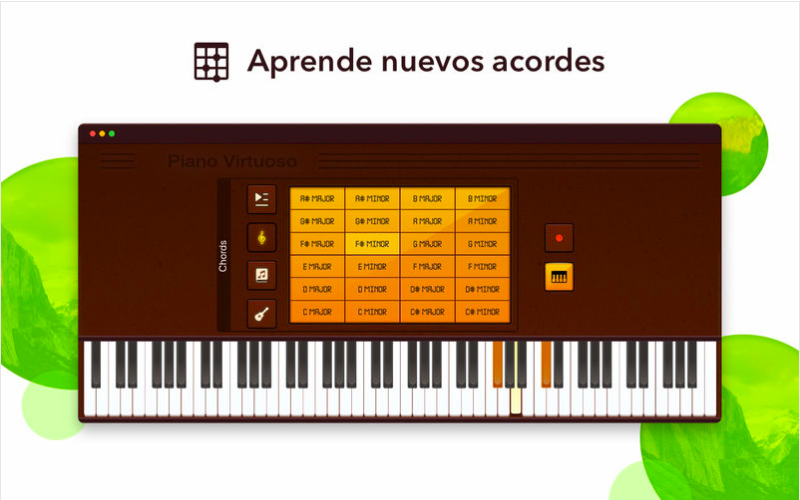 Aprende nuevos acordes
Piano Virtuoso
Chords
A# MAJOR A# MINOR B MAJOR B MINOR
G# MAJOR G# MINOR A MAJOR A MINOR
F# MAJOR F# MINOR G MAJOR G MINOR
E MAJOR E MINOR F MAJOR F MINOR
D MAJOR D MINOR D# MAJOR D# MINOR
C MAJOR C MINOR C# MAJOR C# MINOR